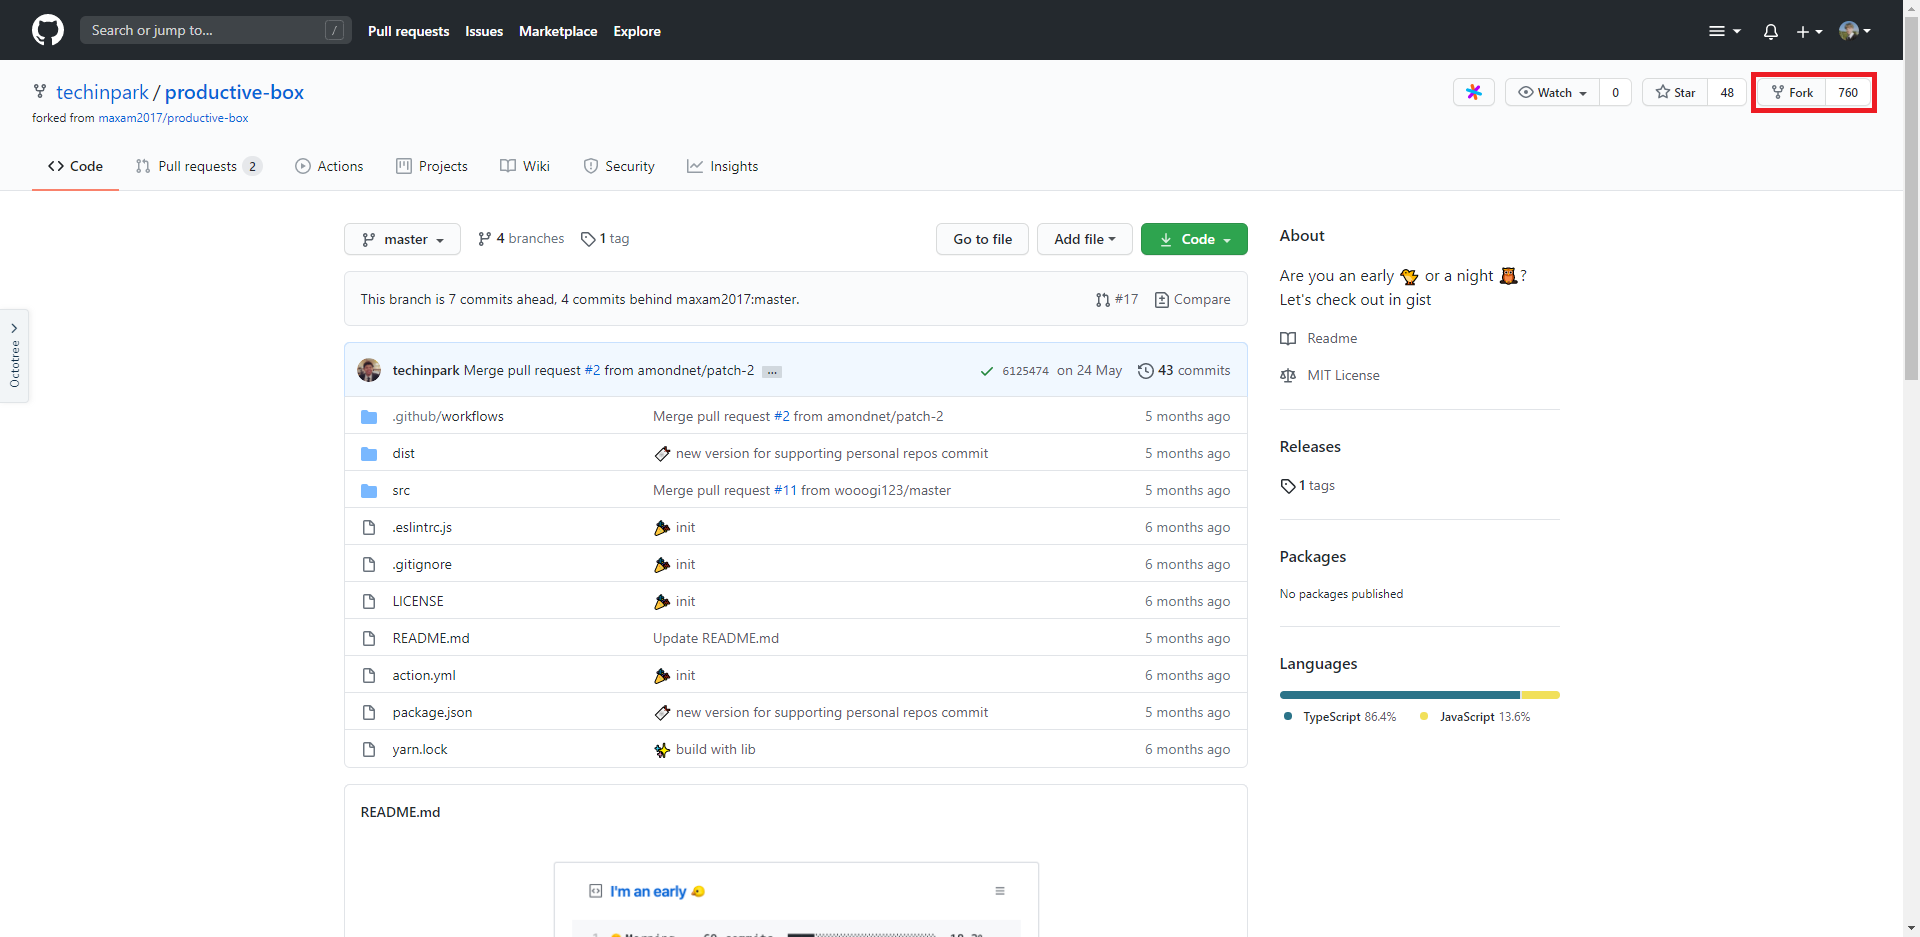 Search or jump to... /
Pull requests Issues Marketplace Explore
techinpark / productive-box
forked from maxam2017/productive-box
Watch 0 Star 48 Fork 760
Code Pull requests 2 Actions Projects Wiki Security Insights
Octotree
master 4 branches 1 tag Go to file Add file Code
This branch is 7 commits ahead, 4 commits behind maxam2017:master. #17 Compare
techinpark Merge pull request #2 from amondnet/patch-2 ... 6125474 on 24 May 43 commits
.github/workflows Merge pull request #2 from amondnet/patch-2 5 months ago
dist new version for supporting personal repos commit 5 months ago
src Merge pull request #11 from wooogi123/master 5 months ago
.eslintrc.js init 6 months ago
.gitignore init 6 months ago
LICENSE init 6 months ago
README.md Update README.md 5 months ago
action.yml init 6 months ago
package.json new version for supporting personal repos commit 5 months ago
yarn.lock build with lib 6 months ago
README.md
I'm an early
About
Are you an early 🐤 or a night 🦉?
Let's check out in gist
Readme
MIT License
Releases
1 tags
Packages
No packages published
Languages
TypeScript 86.4% JavaScript 13.6%